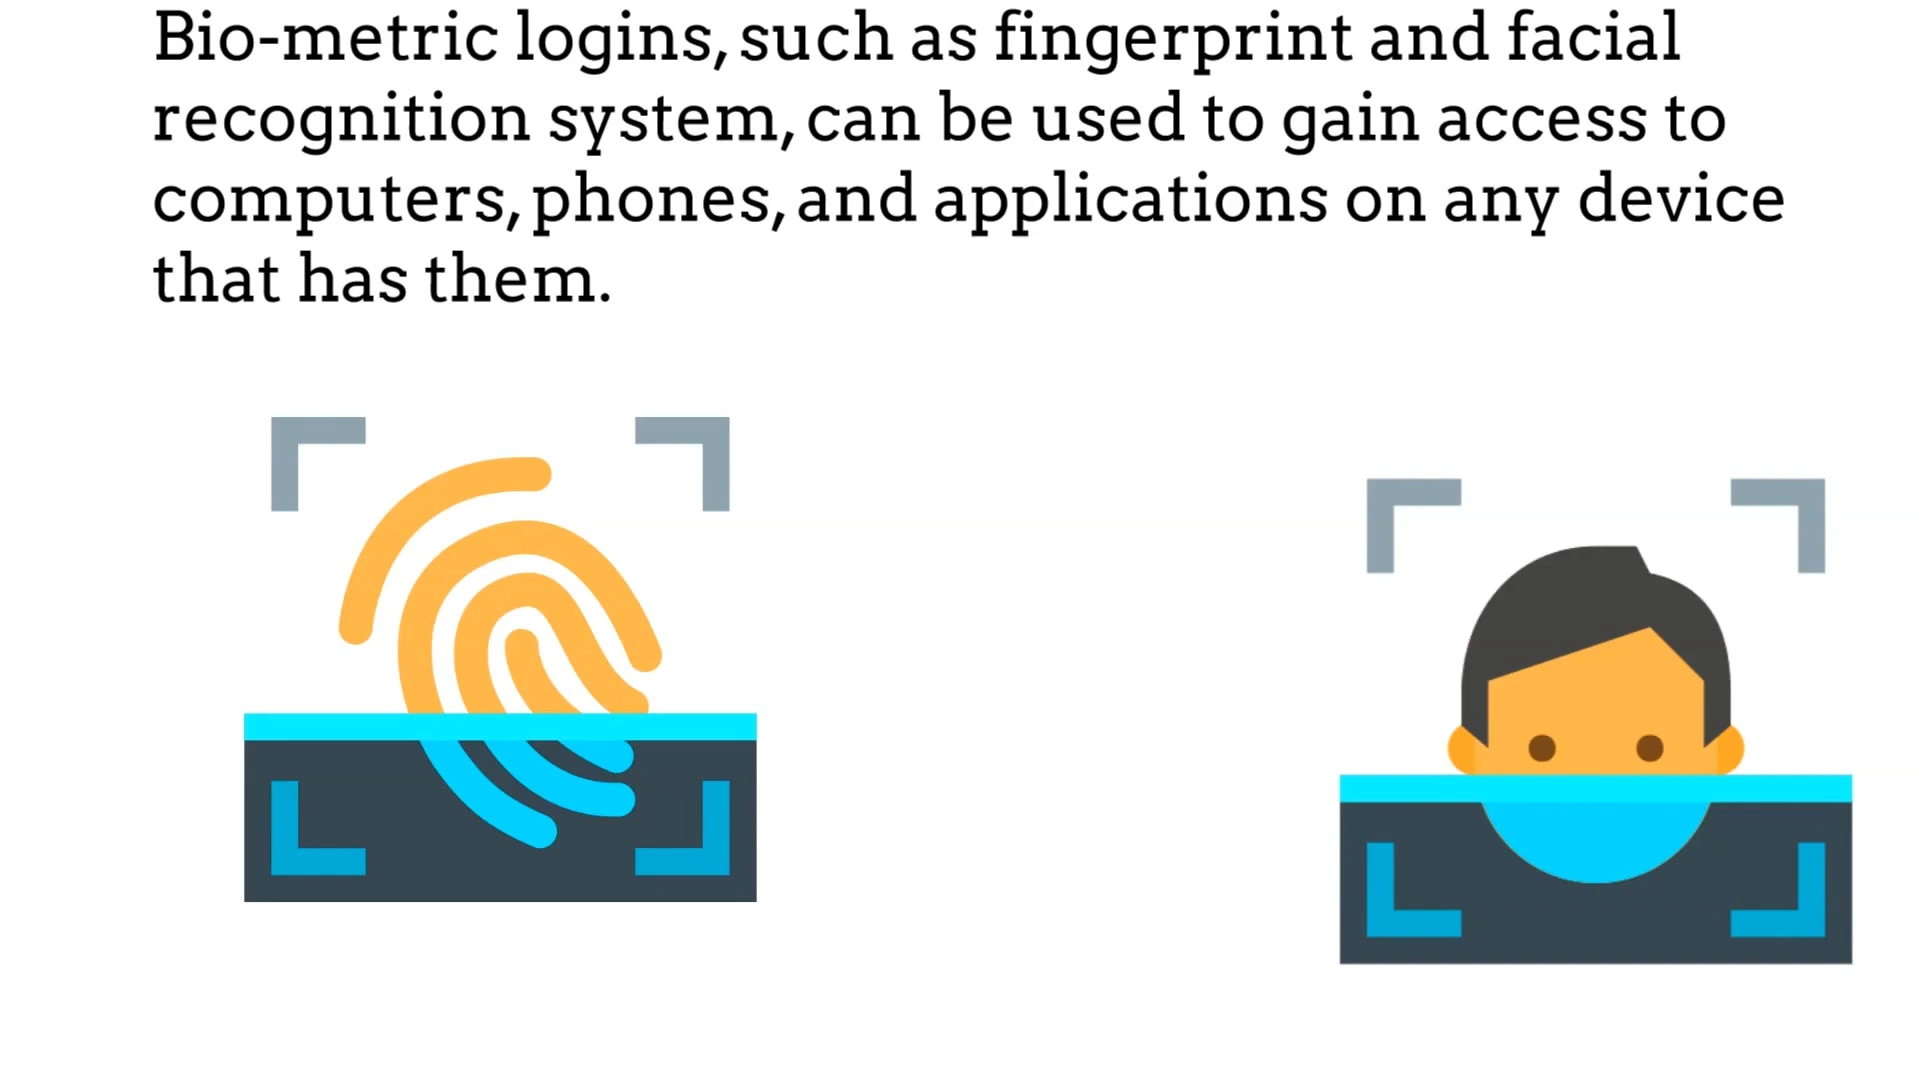 Bio-metric logins, such as fingerprint and facial
recognition system, can be used to gain access to
computers, phones, and applications on any device
that has them.